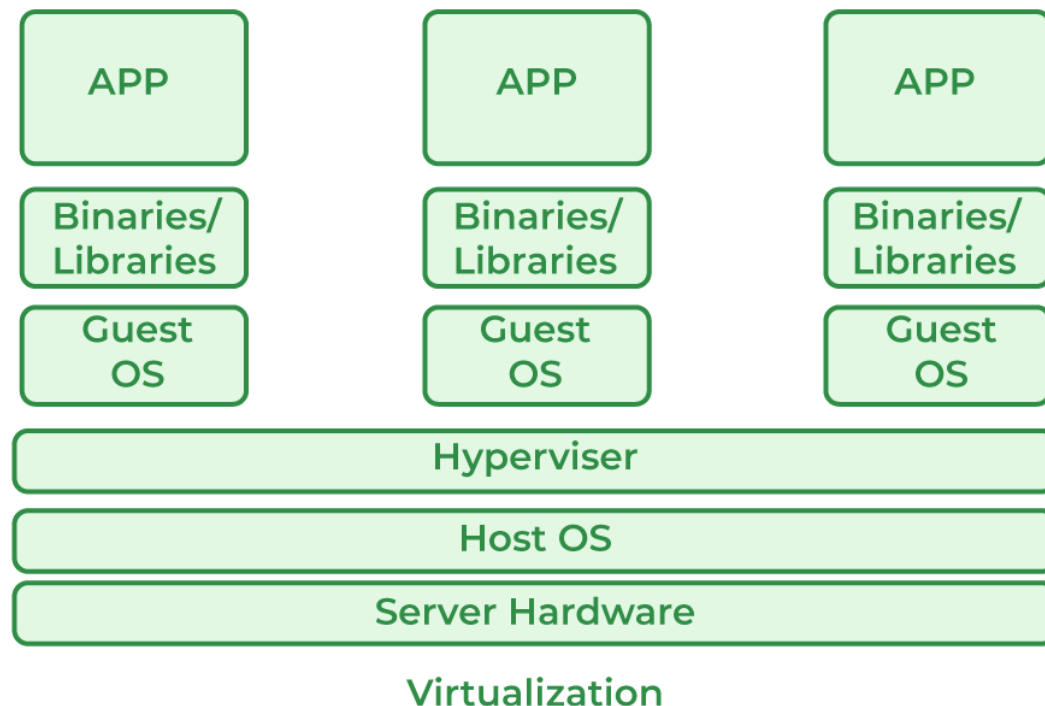 APP
APP
APP
Binaries/
Libraries
Binaries/
Libraries
Binaries/
Libraries
Guest
OS
Guest
OS
Guest
OS
Hyperviser
Host OS
Server Hardware
Virtualization